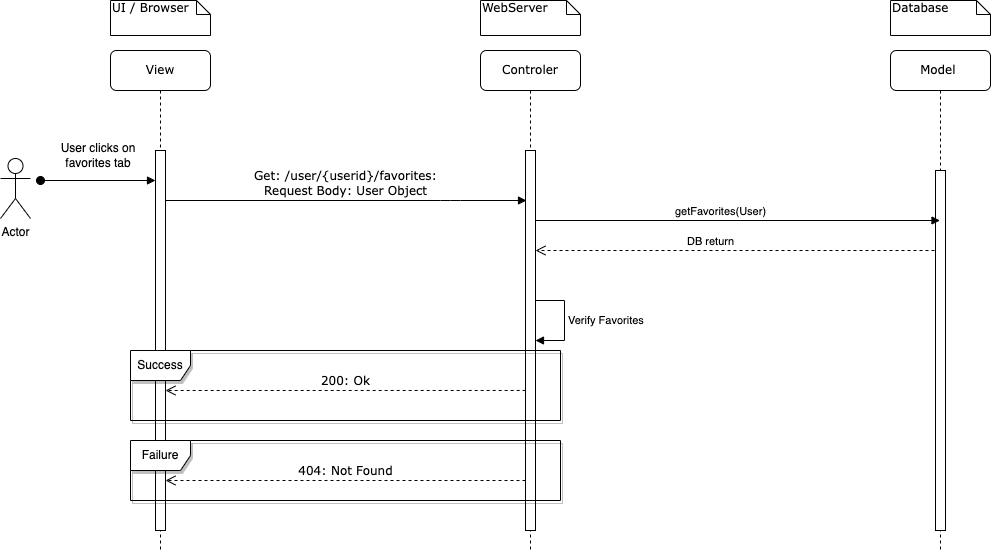 UI / Browser
WebServer
Database
View
Controler
Model
User clicks on
favorites tab
Get: /user/{userid}/favorites:
Request Body: User Object
getFavorites(User)
Actor
DB return
Verify Favorites
Success
200: Ok
Failure
404: Not Found